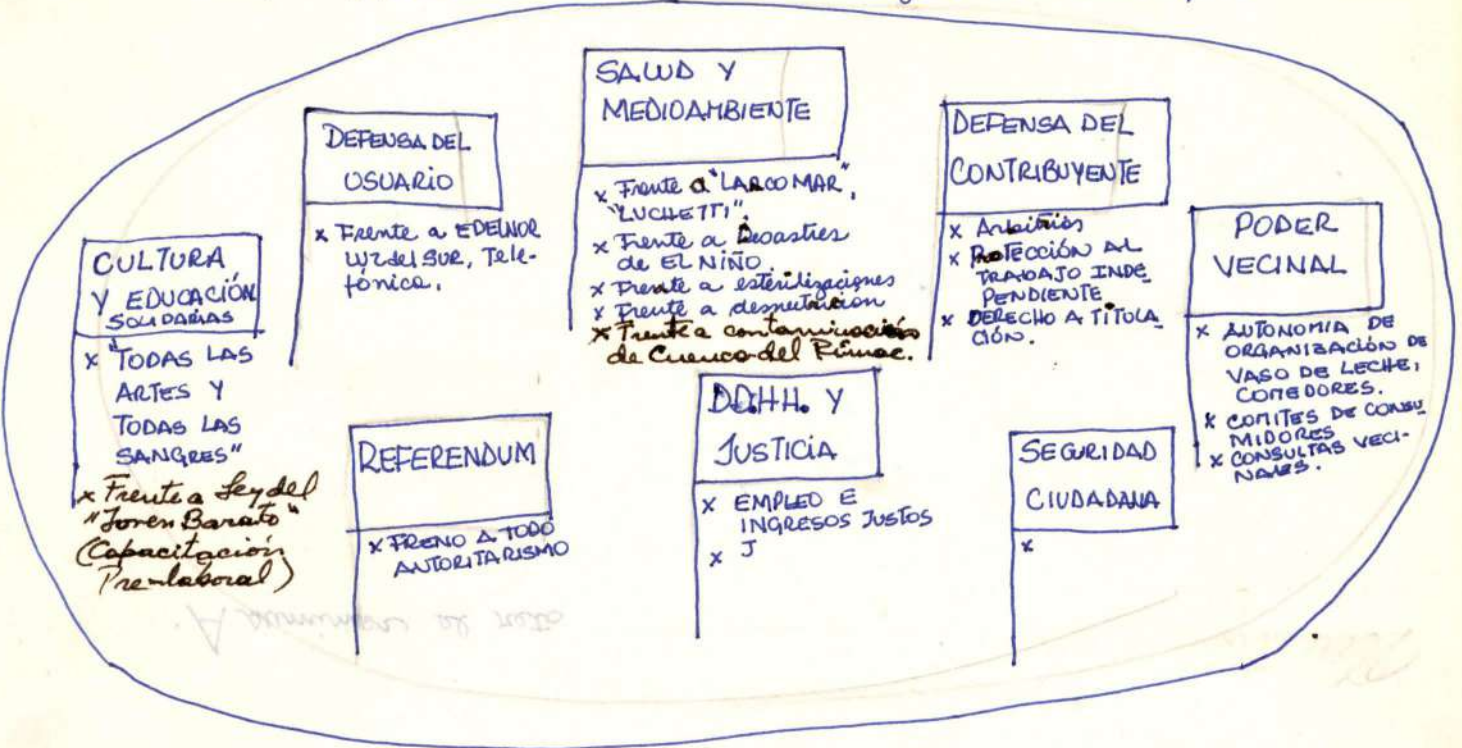 SALUD Y
MEDIOAMBIENTE
x Frente a "LARCOMAR",
"LUCHETTI".
x Frente a Desastres
de EL NIÑO
x Frente a esterilizaciones
x Frente a desnutrición
x Frente a contaminación
de Cuenca del Rímac.
DEFENSA DEL
USUARIO
x Frente a EDELNOR
LUZ del SUR, Tele-
fónica.
DEFENSA DEL
CONTRIBUYENTE
x Arbitrios
x PROTECCIÓN AL
TRABAJO INDE
PENDIENTE
x DERECHO A TITULA
CIÓN.
CULTURA
Y EDUCACIÓN
SOLIDARIAS
x "TODAS LAS
ARTES Y
TODAS LAS
SANGRES"
x Frente a Ley del
"Joven Barato"
(Capacitación
Pre-laboral)
PODER
VECINAL
x AUTONOMIA DE
ORGANIZACIÓN DE
VASO DE LECHE,
COMEDORES.
x COMITES DE CONSU
MIDORES
x CONSULTAS VECI-
NALES.
REFERENDUM
x FRENO A TODO
AUTORITARISMO
DD.HH. Y
JUSTICIA
x EMPLEO E
INGRESOS JUSTOS
x J
SEGURIDAD
CIUDADANA
x